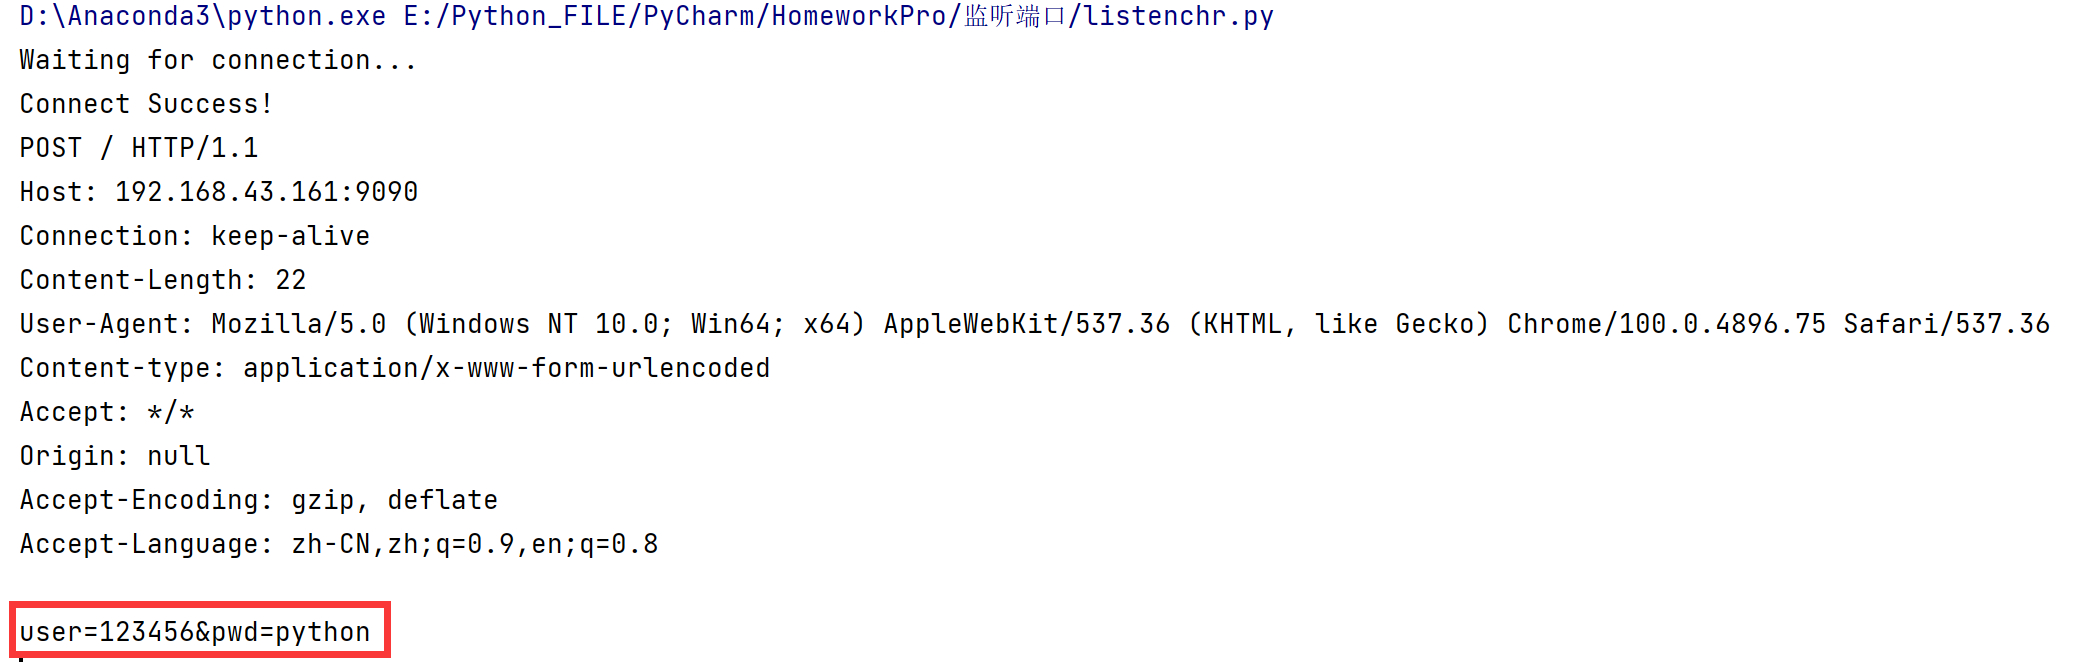 D:\Anaconda3\python.exe E:/Python_FILE/PyCharm/HomeworkPro/监听端口/listenchr.py
Waiting for connection...
Connect Success!
POST / HTTP/1.1
Host: 192.168.43.161:9090
Connection: keep-alive
Content-Length: 22
User-Agent: Mozilla/5.0 (Windows NT 10.0; Win64; x64) AppleWebKit/537.36 (KHTML, like Gecko) Chrome/100.0.4896.75 Safari/537.36
Content-type: application/x-www-form-urlencoded
Accept: */*
Origin: null
Accept-Encoding: gzip, deflate
Accept-Language: zh-CN,zh;q=0.9,en;q=0.8
user=123456&pwd=python